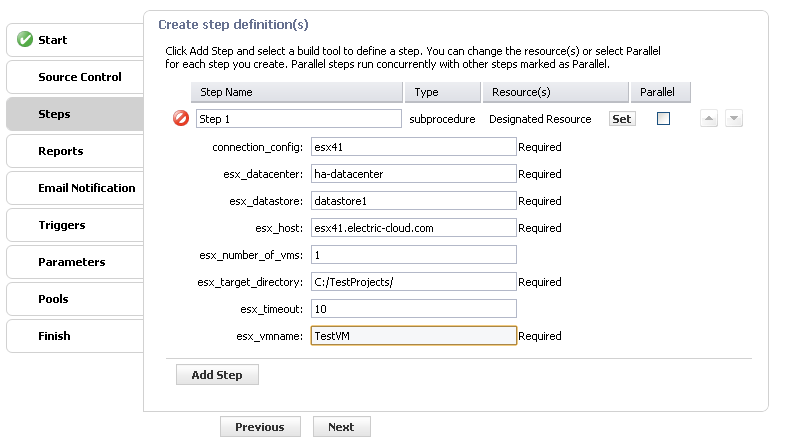 Start
Source Control
Steps
Reports
Email Notification
Triggers
Parameters
Pools
Finish
Create step definition(s)
Click Add Step and select a build tool to define a step. You can change the resource(s) or select Parallel
for each step you create. Parallel steps run concurrently with other steps marked as Parallel.
Step Name Type Resource(s) Parallel
Step 1 subprocedure Designated Resource Set
connection_config: esx41 Required
esx_datacenter: ha-datacenter Required
esx_datastore: datastore1 Required
esx_host: esx41.electric-cloud.com Required
esx_number_of_vms: 1
esx_target_directory: C:/TestProjects/ Required
esx_timeout: 10
esx_vmname: TestVM Required
Add Step
Previous Next